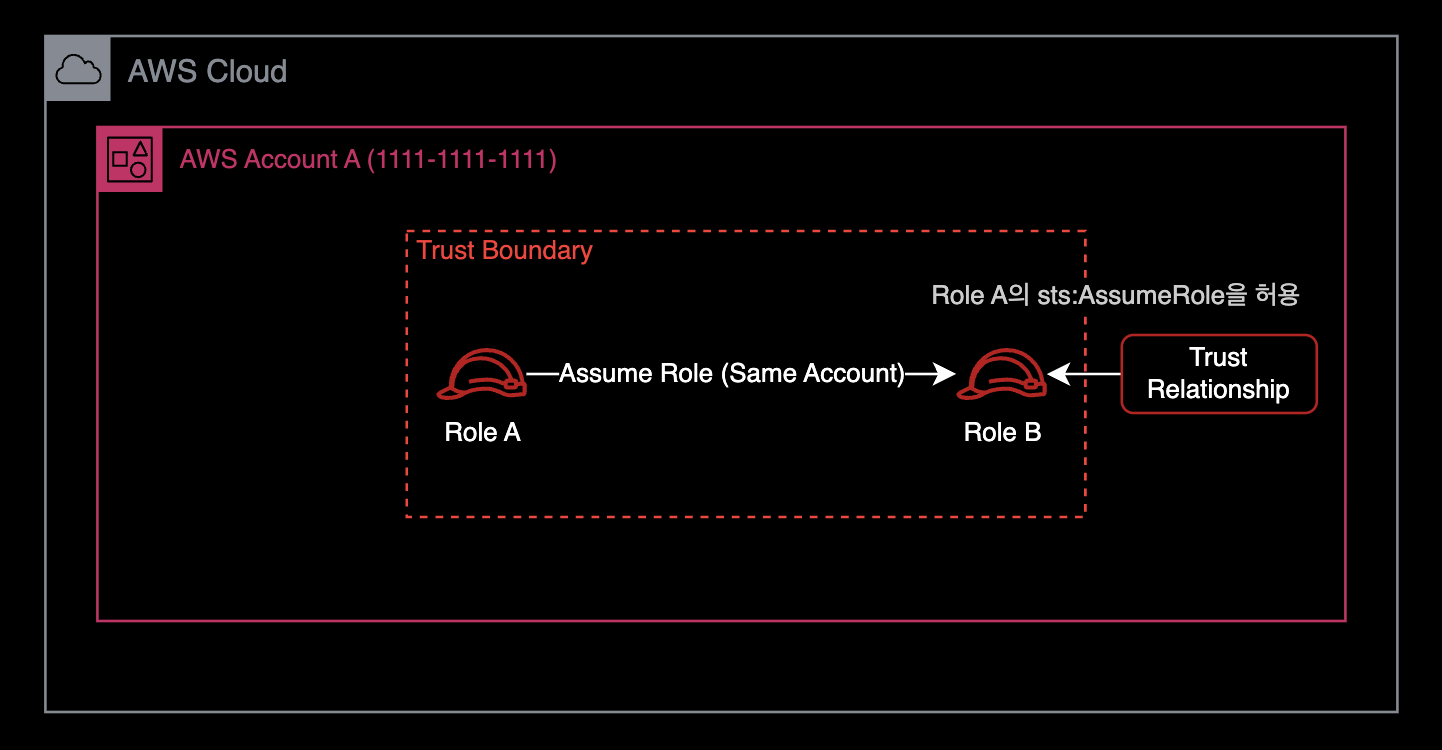 AWS Cloud
AWS Account A (1111-1111-1111)
Trust Boundary
Role A의 sts:AssumeRole을 허용
Assume Role (Same Account)
Trust
Relationship
Role A
Role B